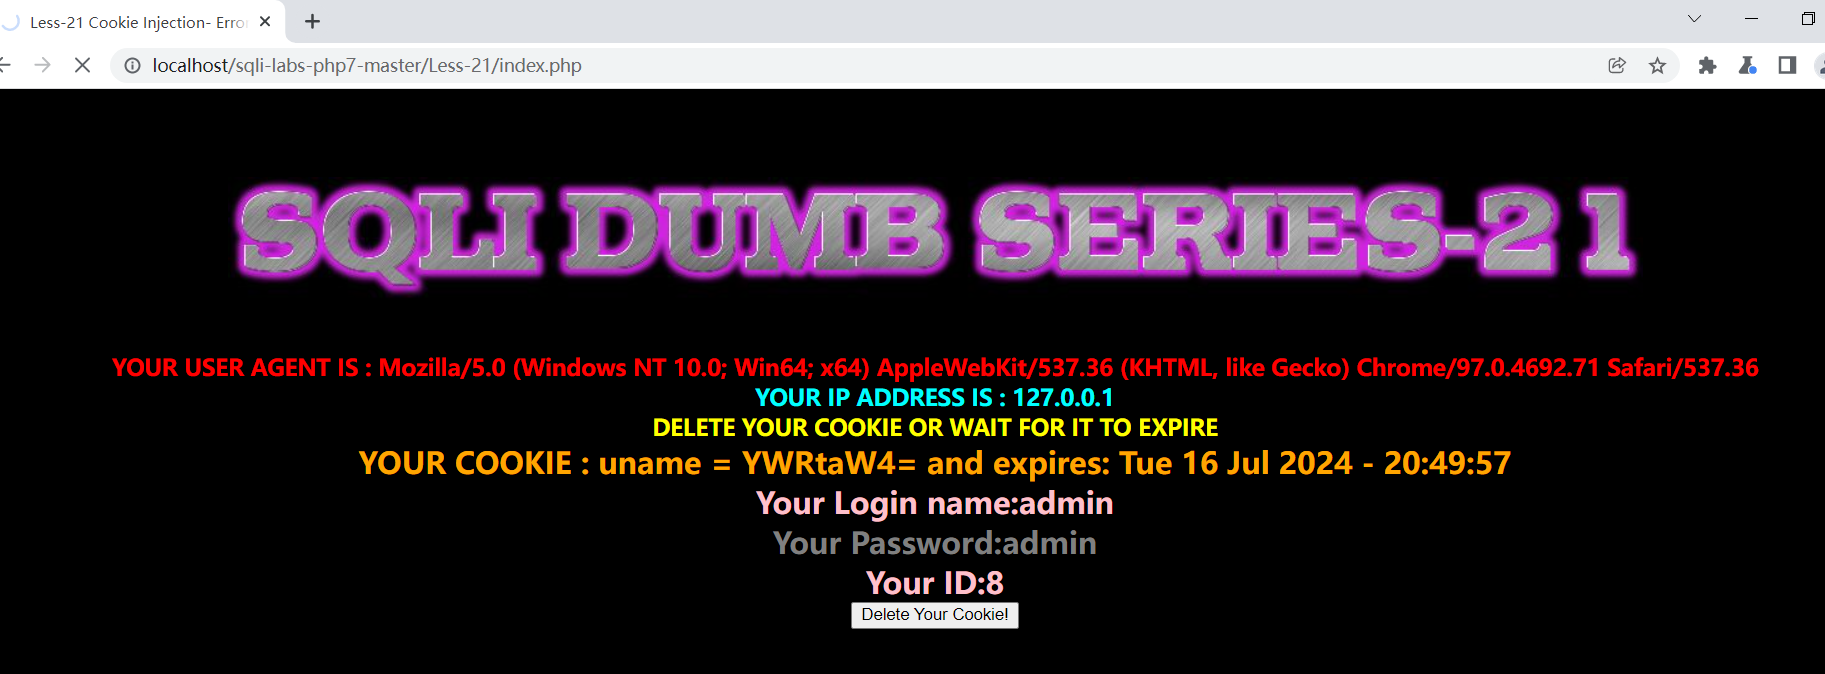 Less-21 Cookie Injection- Erro
localhost/sqli-labs-php7-master/Less-21/index.php
SQLI DUMB SERIES-21
YOUR USER AGENT IS : Mozilla/5.0 (Windows NT 10.0; Win64; x64) AppleWebKit/537.36 (KHTML, like Gecko) Chrome/97.0.4692.71 Safari/537.36
YOUR IP ADDRESS IS : 127.0.0.1
DELETE YOUR COOKIE OR WAIT FOR IT TO EXPIRE
YOUR COOKIE : uname = YWRtaW4= and expires: Tue 16 Jul 2024 - 20:49:57
Your Login name:admin
Your Password:admin
Your ID:8
Delete Your Cookie!